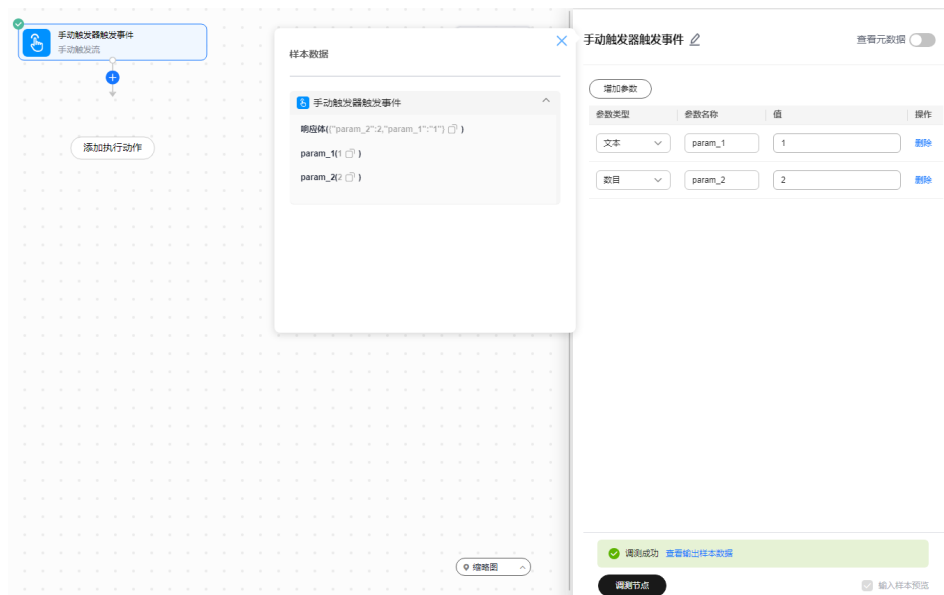 手动触发器触发事件
手动触发流
添加执行动作
样本数据
手动触发器触发事件
响应体({"param_2":2,"param_1":"1"} )
param_1(1 )
param_2(2 )
缩略图
手动触发器触发事件
查看元数据
增加参数
参数类型 参数名称 值 操作
文本 param_1 1 删除
数目 param_2 2 删除
调测成功 查看输出样本数据
调测节点
输入样本预览